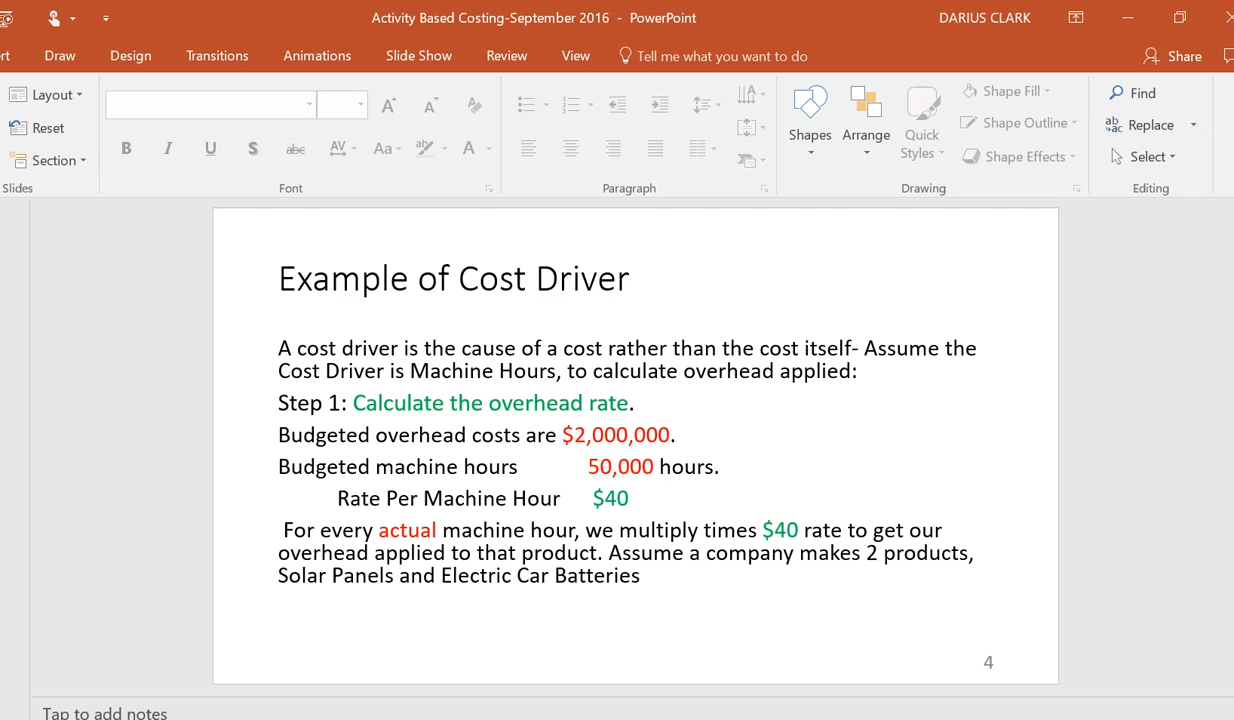 Activity Based Costing-September 2016 - PowerPoint DARIUS CLARK
rt Draw Design Transitions Animations Slide Show Review View Tell me what you want to do Share
Layout
Reset
Section
Slides
B I U S abc AV Aa A
Font
Paragraph
Shapes
Arrange
Quick
Styles
Shape Fill
Shape Outline
Shape Effects
Drawing
Find
Replace
Select
Editing
Example of Cost Driver
A cost driver is the cause of a cost rather than the cost itself- Assume the
Cost Driver is Machine Hours, to calculate overhead applied:
Step 1: Calculate the overhead rate.
Budgeted overhead costs are $2,000,000.
Budgeted machine hours 50,000 hours.
Rate Per Machine Hour $40
For every actual machine hour, we multiply times $40 rate to get our
overhead applied to that product. Assume a company makes 2 products,
Solar Panels and Electric Car Batteries
4
Tap to add notes